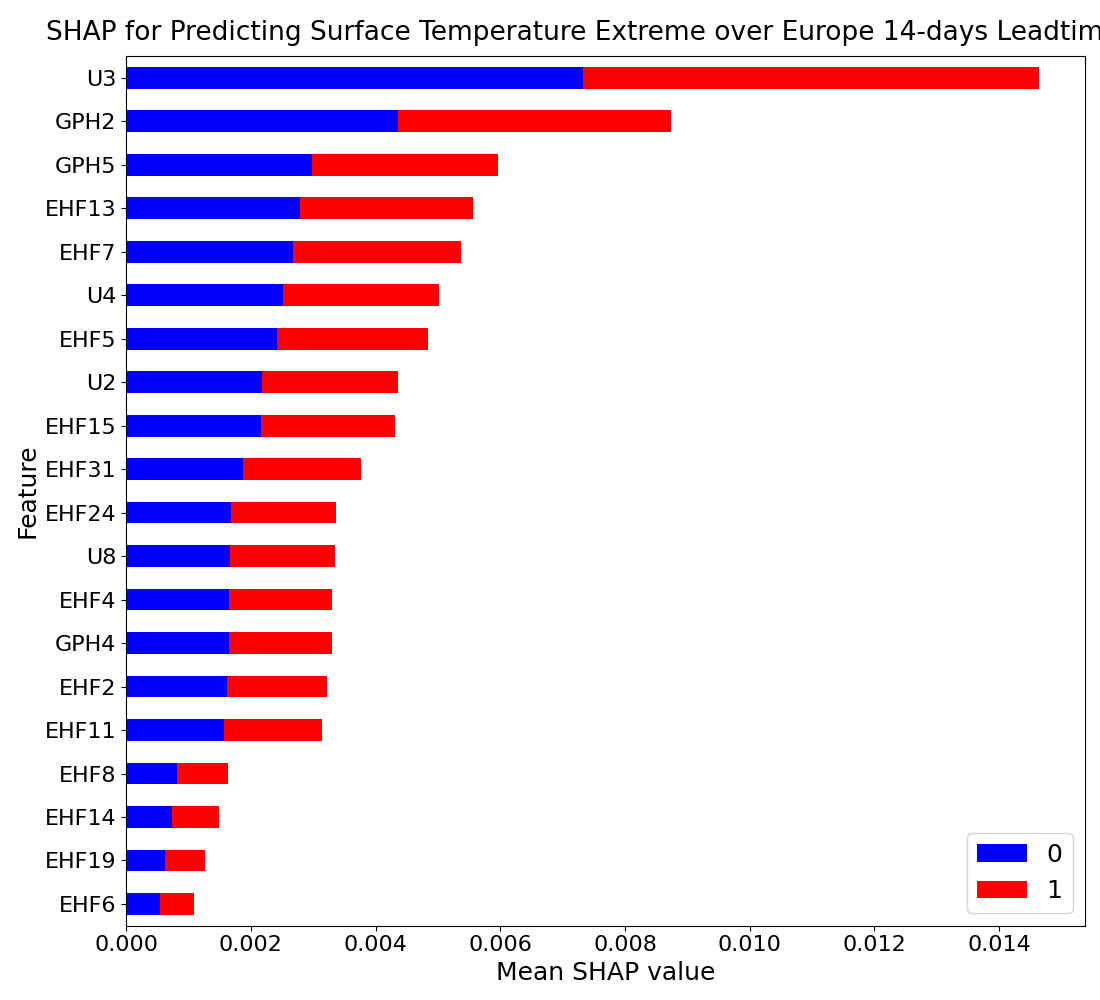 SHAP for Predicting Surface Temperature Extreme over Europe 14-days Leadtim
U3
GPH2
GPH5
EHF13
EHF7
U4
EHF5
U2
EHF15
EHF31
EHF24
U8
EHF4
GPH4
EHF2
EHF11
EHF8
EHF14
EHF19
EHF6
Feature
0
1
0.000 0.002 0.004 0.006 0.008 0.010 0.012 0.014
Mean SHAP value